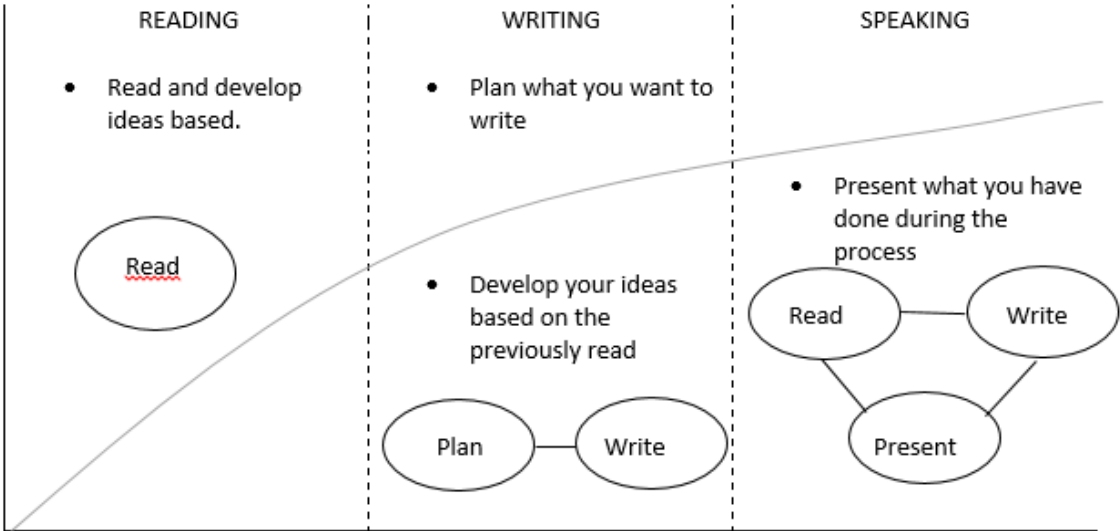 READING
• Read and develop
ideas based.
Read
WRITING
• Plan what you want to
write
• Develop your ideas
based on the
previously read
Plan
Write
SPEAKING
• Present what you have
done during the
process
Read
Write
Present